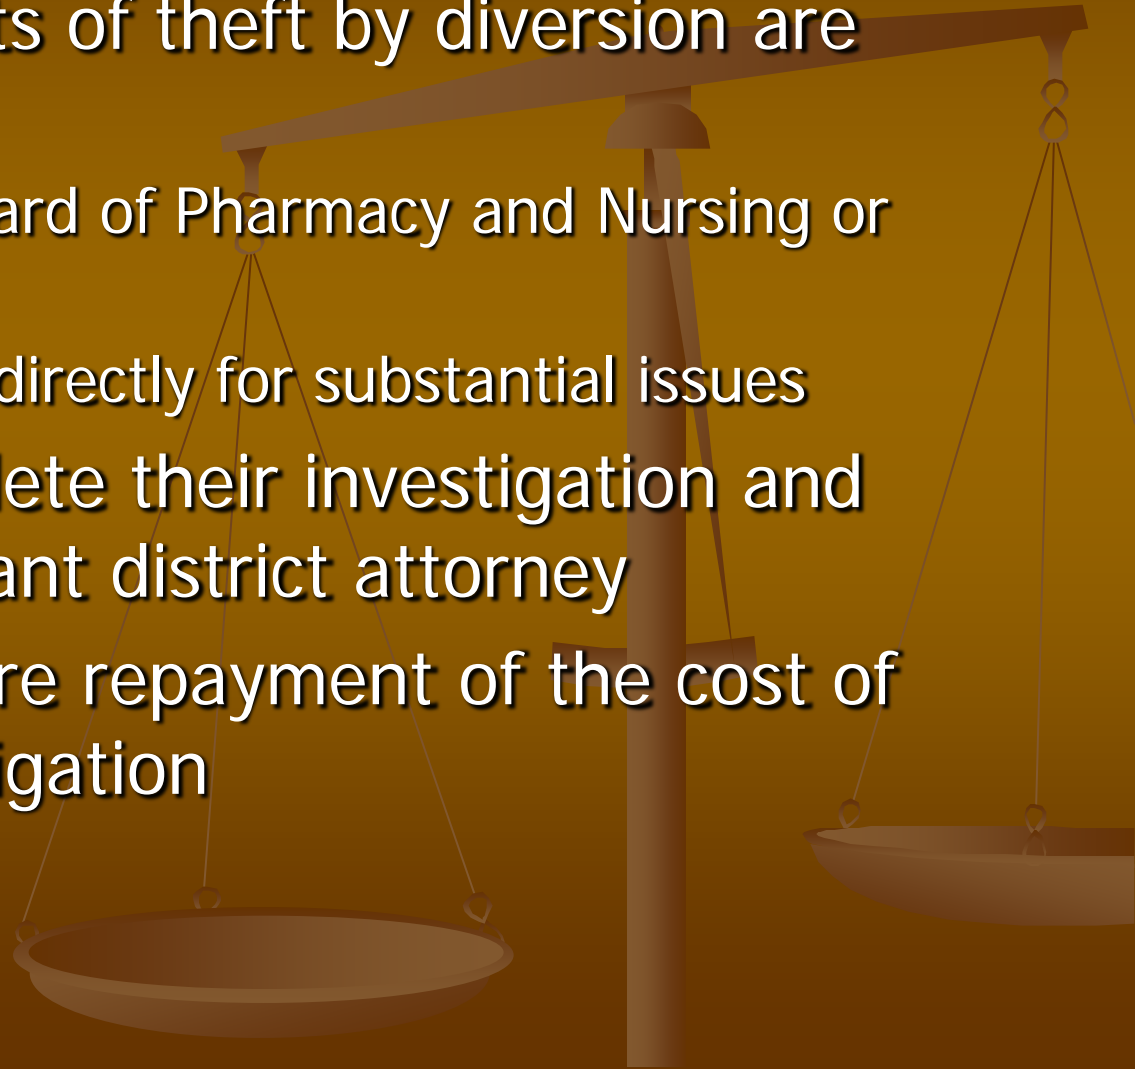 ts of theft by diversion are
ard of Pharmacy and Nursing or
directly for substantial issues
lete their investigation and
ant district attorney
re repayment of the cost of
igation